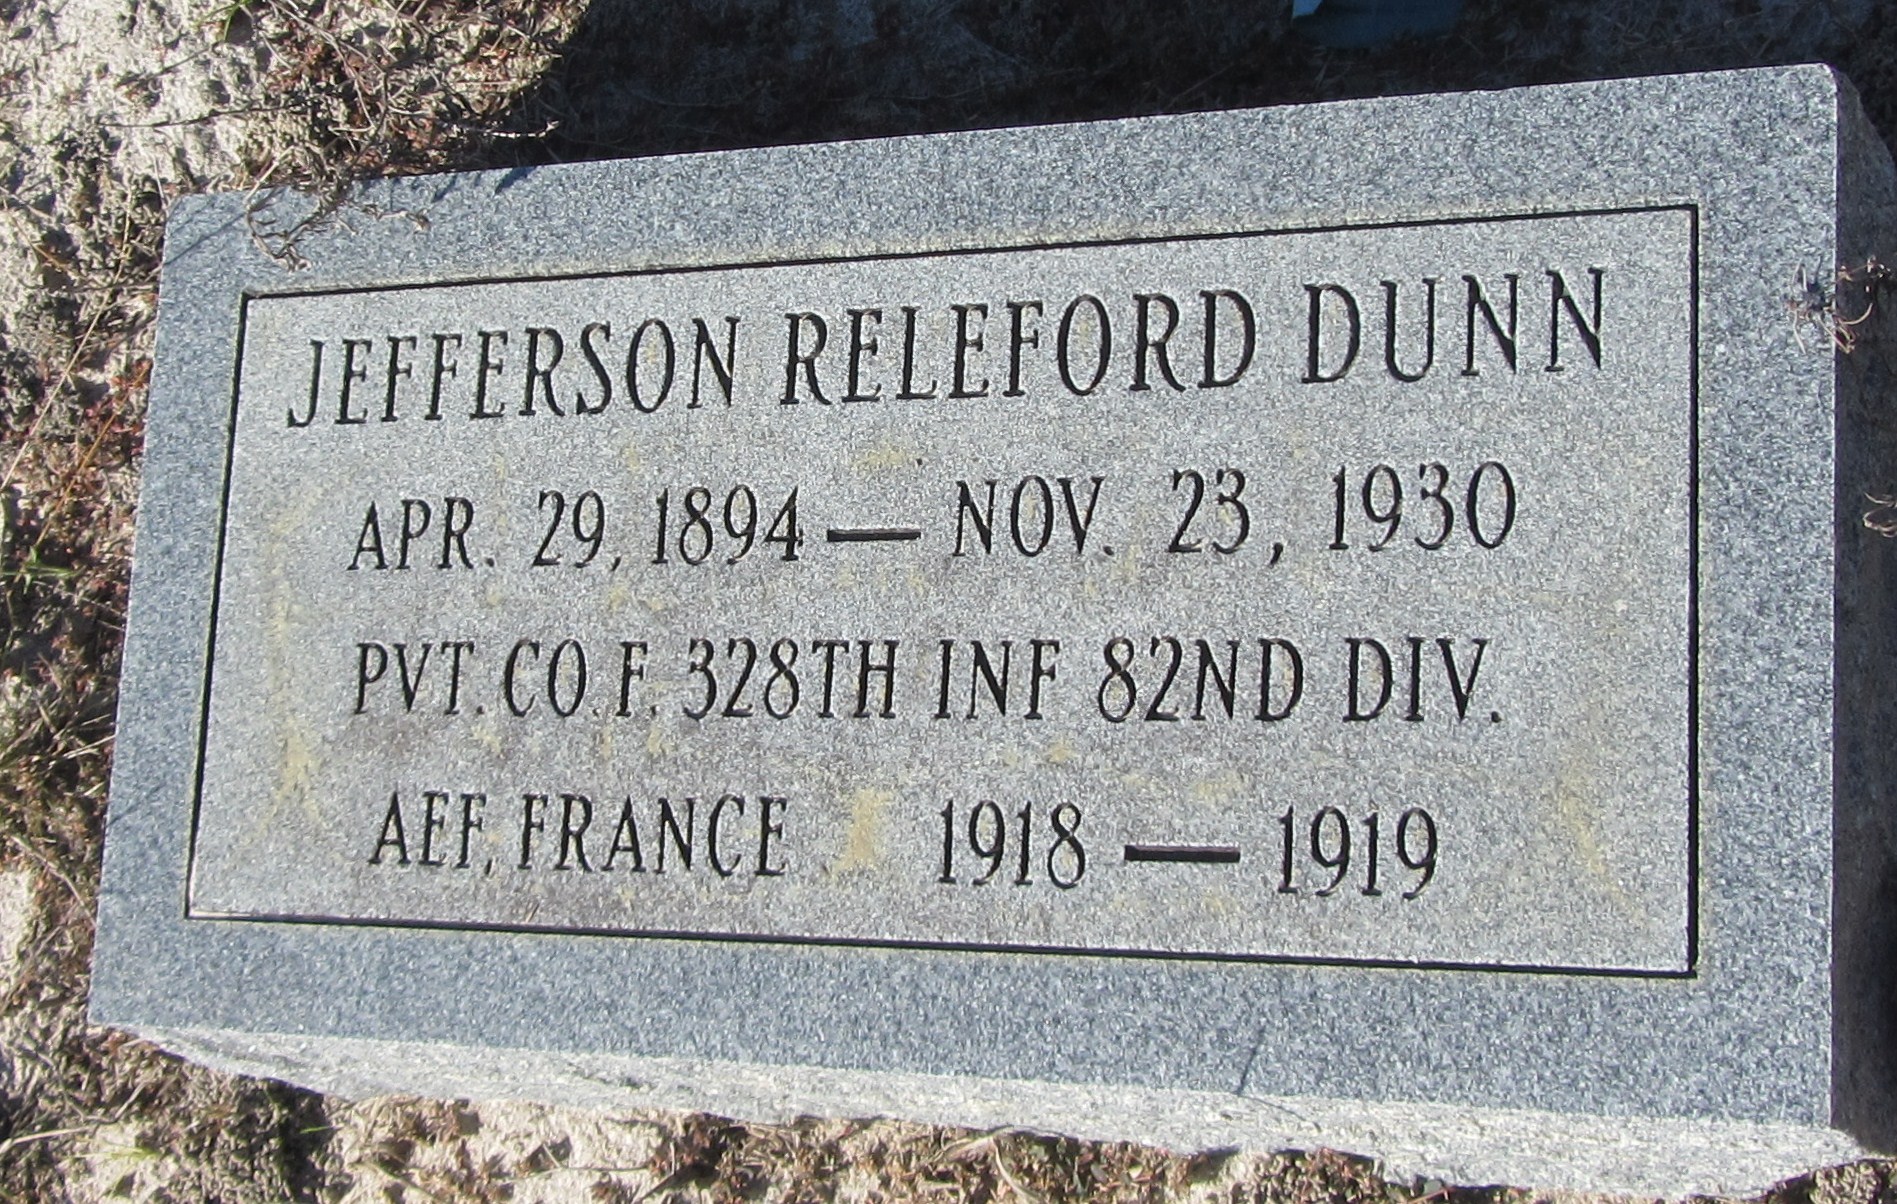 JEFFERSON RELEFORD DUNN
APR. 29, 1894 — NOV. 23, 1930
PVT. CO. F. 328TH INF 82ND DIV.
AEF, FRANCE 1918 — 1919